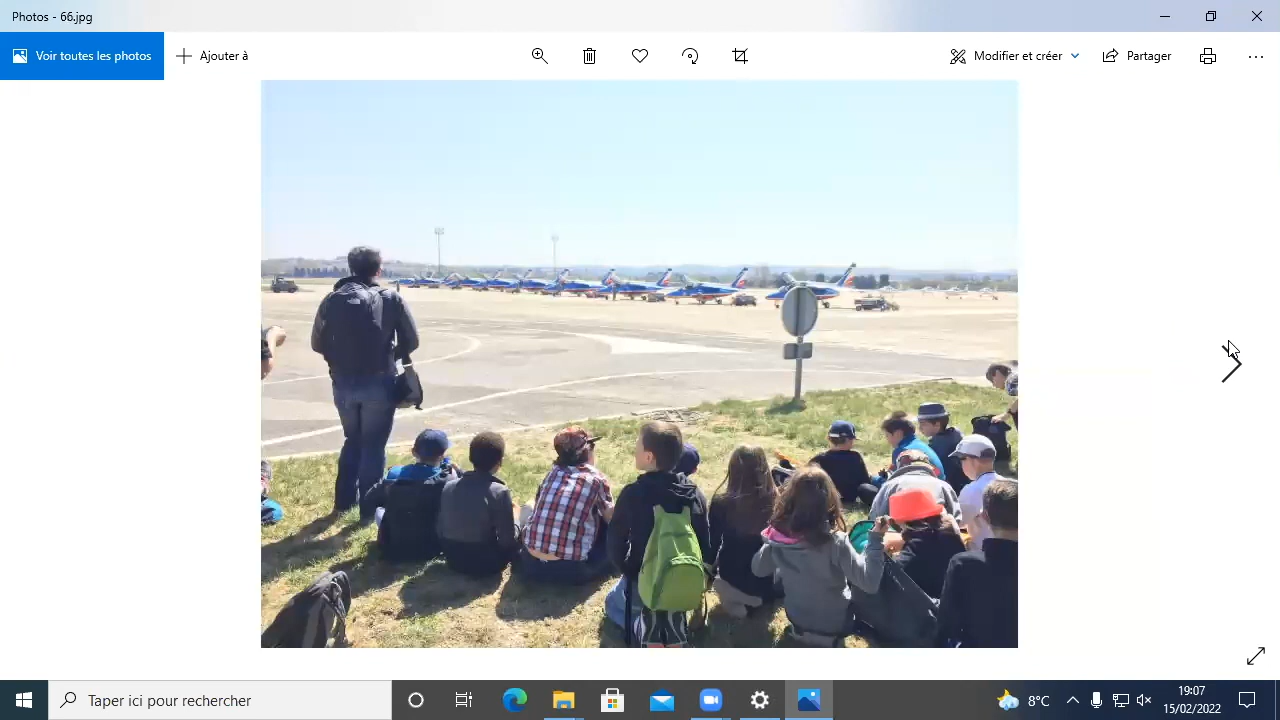 Photos - 66.jpg
Voir toutes les photos
Ajouter à
Modifier et créer
Partager
Taper ici pour rechercher
8°C
19:07
15/02/2022